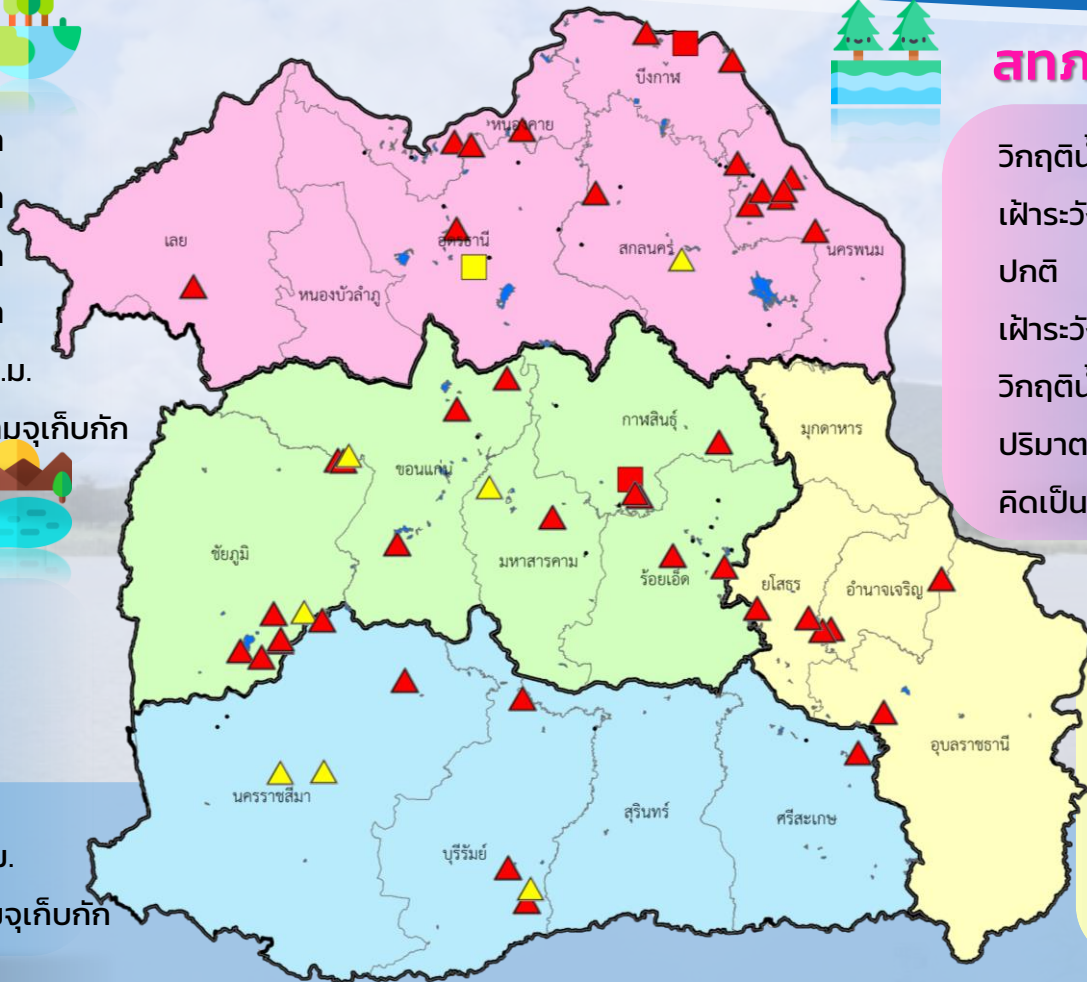 สทภ
วิกฤติน้
เฝ้าระวัง
ปกติ
เฝ้าระวัง
วิกฤติน้
ปริมาต
คิดเป็น
.ม.
มจุเก็บกัก
ม.
จุเก็บกัก
บึงกาฬ
หนองคาย
เลย
อุดรธานี
สกลนคร
นครพนม
หนองบัวลำภู
กาฬสินธุ์
มุกดาหาร
ขอนแก่น
ชัยภูมิ
มหาสารคาม
ร้อยเอ็ด
ยโสธร
อำนาจเจริญ
อุบลราชธานี
นครราชสีมา
สุรินทร์
ศรีสะเกษ
บุรีรัมย์